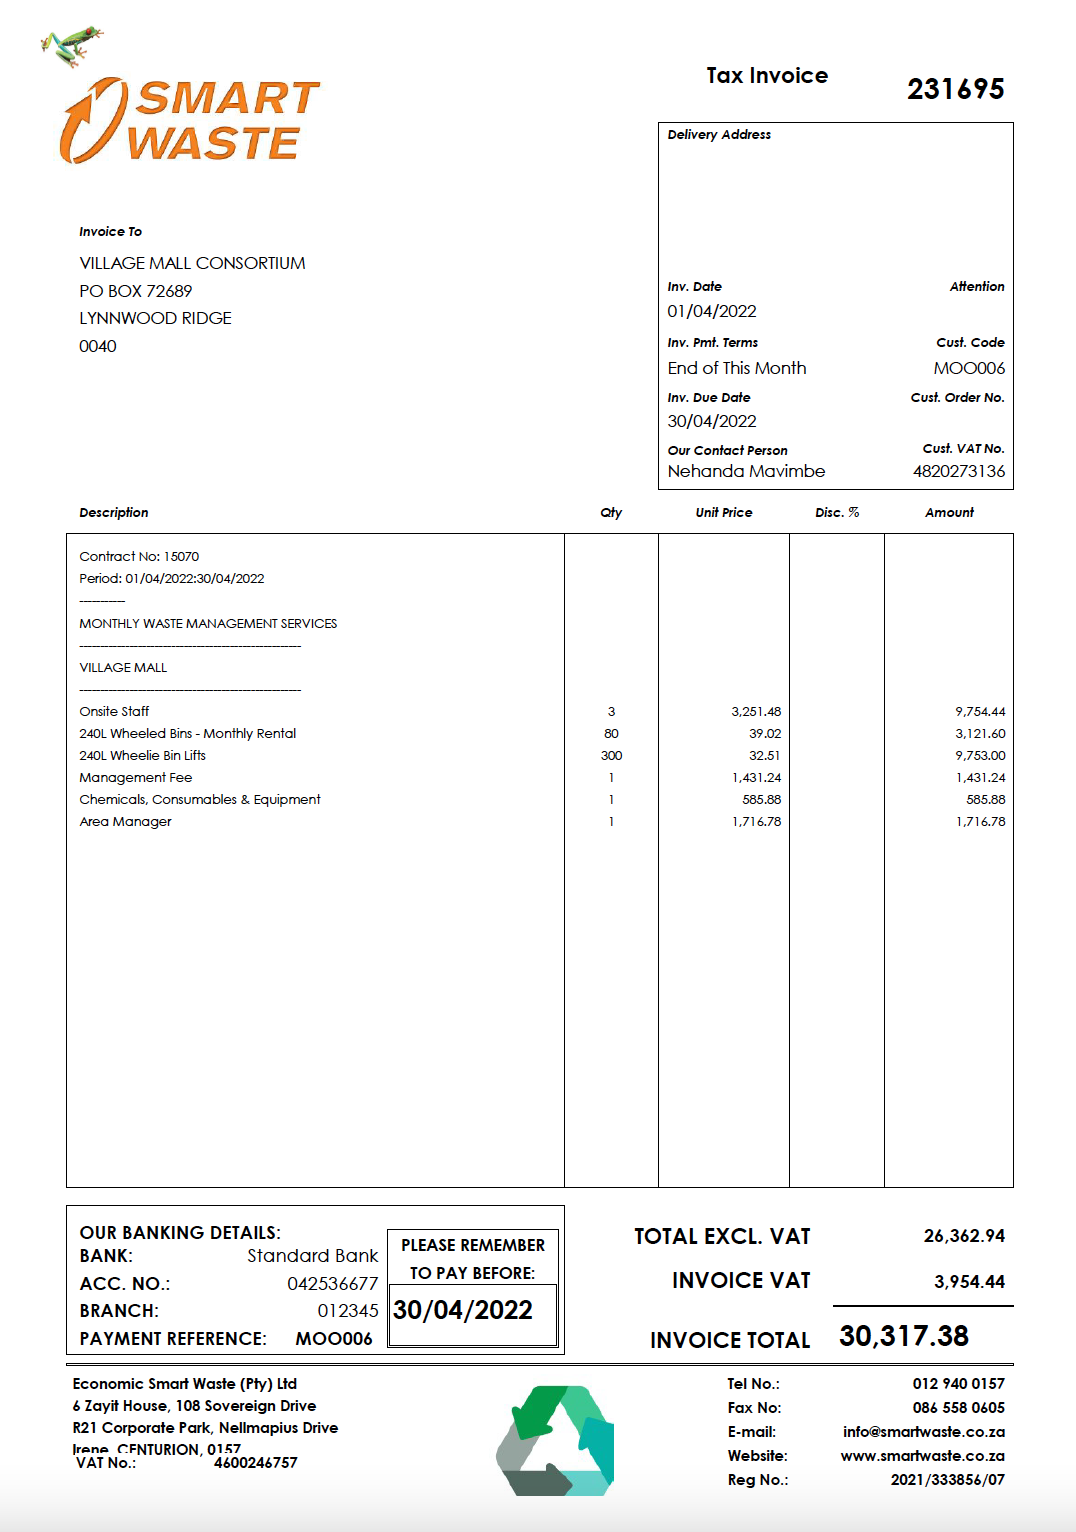 SMART
WASTE
Tax Invoice 231695
Delivery Address
Invoice To
VILLAGE MALL CONSORTIUM
PO BOX 72689
LYNNWOOD RIDGE
0040
Inv. Date Attention
01/04/2022
Inv. Pmt. Terms Cust. Code
End of This Month MOO006
Inv. Due Date Cust. Order No.
30/04/2022
Our Contact Person Cust. VAT No.
Nehanda Mavimbe 4820273136
Description Qty Unit Price Disc. % Amount
Contract No: 15070
Period: 01/04/2022:30/04/2022
-----------
MONTHLY WASTE MANAGEMENT SERVICES
-----------------------------------------------------
VILLAGE MALL
-----------------------------------------------------
Onsite Staff 3 3,251.48 9,754.44
240L Wheeled Bins - Monthly Rental 80 39.02 3,121.60
240L Wheelie Bin Lifts 300 32.51 9,753.00
Management Fee 1 1,431.24 1,431.24
Chemicals, Consumables & Equipment 1 585.88 585.88
Area Manager 1 1,716.78 1,716.78
OUR BANKING DETAILS:
BANK: Standard Bank
ACC. NO.: 042536677
BRANCH: 012345
PAYMENT REFERENCE: MOO006
PLEASE REMEMBER
TO PAY BEFORE:
30/04/2022
TOTAL EXCL. VAT 26,362.94
INVOICE VAT 3,954.44
INVOICE TOTAL 30,317.38
Economic Smart Waste (Pty) Ltd
6 Zayit House, 108 Sovereign Drive
R21 Corporate Park, Nellmapius Drive
Irene, CENTURION, 0157
VAT No.: 4600246757
Tel No.: 012 940 0157
Fax No: 086 558 0605
E-mail: info@smartwaste.co.za
Website: www.smartwaste.co.za
Reg No.: 2021/333856/07